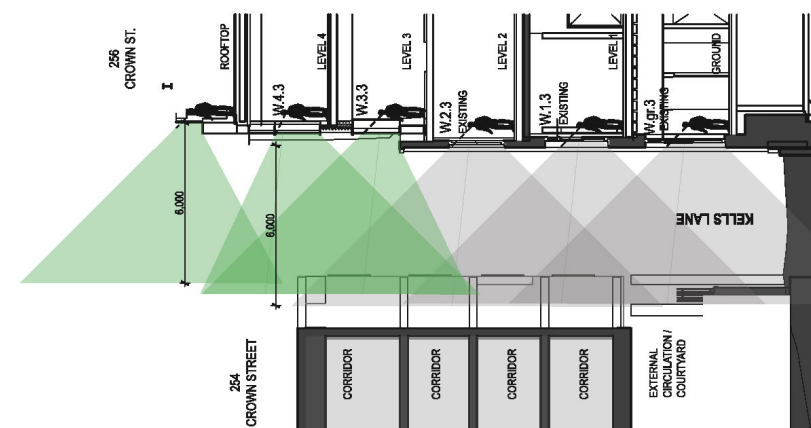 256
CROWN ST.
ROOFTOP
LEVEL 4
LEVEL 3
LEVEL 2
LEVEL 1
GROUND
W.4.3
W.3.3
W.2.3
EXISTING
W.1.3
EXISTING
W.gr.3
EXISTING
6,000
6,000
KELLS LANE
254
CROWN STREET
CORRIDOR
CORRIDOR
CORRIDOR
CORRIDOR
EXTERNAL
CIRCULATION /
COURTYARD